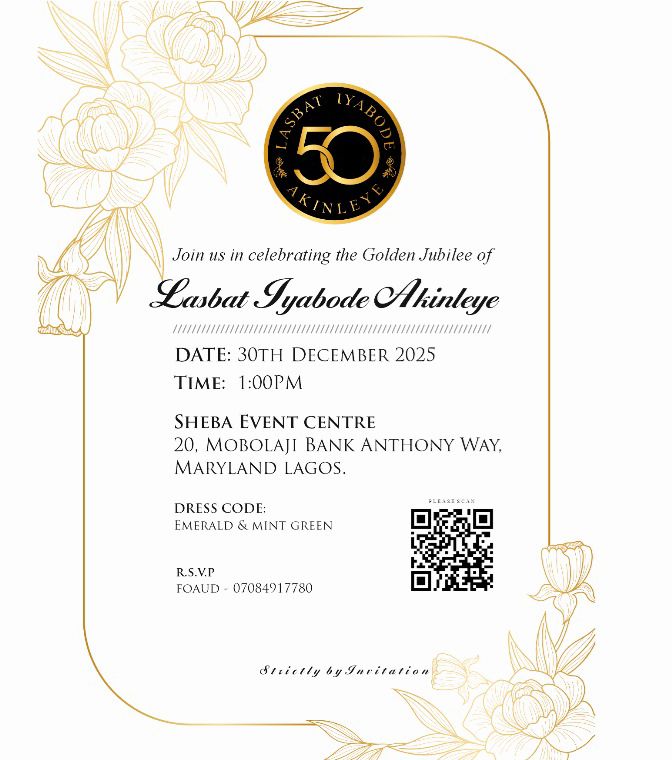 LASBAT IYABODE
50
AKINLEYE
Join us in celebrating the Golden Jubilee of
Lasbat Iyabode Akinleye
DATE: 30TH DECEMBER 2025
TIME: 1:00PM
SHEBA EVENT CENTRE
20, MOBOLAJI BANK ANTHONY WAY,
MARYLAND LAGOS.
PLEASE SCAN
DRESS CODE:
EMERALD & MINT GREEN
R.S.V.P
FOAUD - 07084917780
Strictly by Invitation